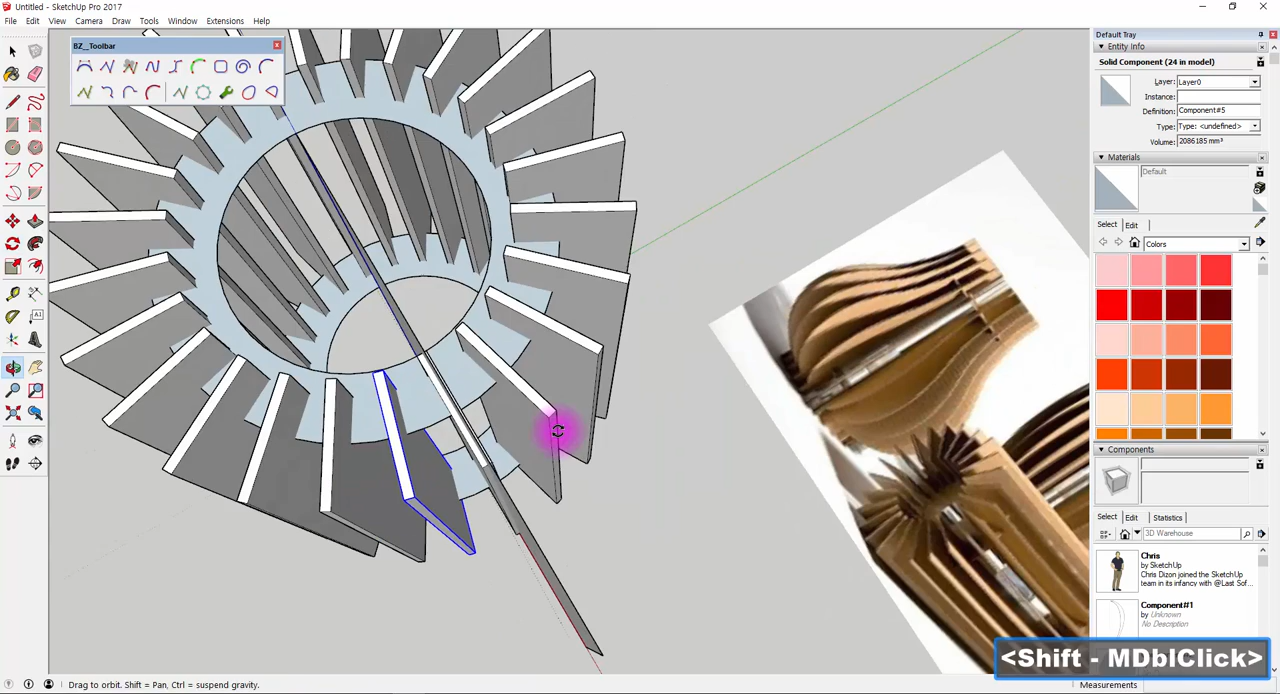 Untitled - SketchUp Pro 2017
File Edit View Camera Draw Tools Window Extensions Help
BZ__Toolbar
Default Tray
Entity Info
Solid Component (24 in model)
Layer: Layer0
Instance:
Definition: Component#5
Type: Type: <undefined>
Volume: 2086185 mm³
Materials
Default
Select Edit
Colors
Components
Select Edit Statistics
3D Warehouse
Chris
by SketchUp
Chris Dizon joined the SketchUp
team in its infancy with @Last Sof...
Component#1
by Unknown
No Description
<Shift - MDblClick>
Drag to orbit. Shift = Pan, Ctrl = suspend gravity.
Measurements